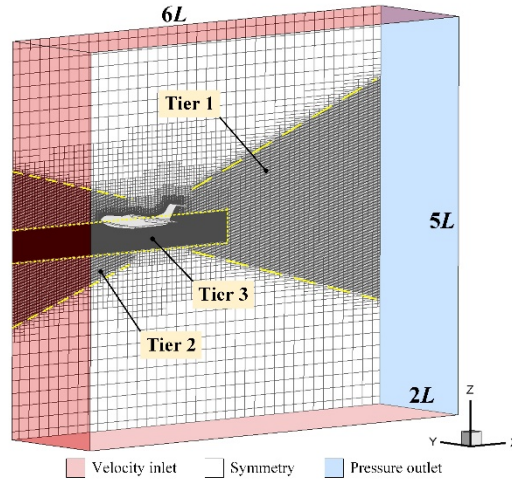 6L
Tier 1
5L
Tier 3
Tier 2
2L
Z
Y
Velocity inlet
Symmetry
Pressure outlet